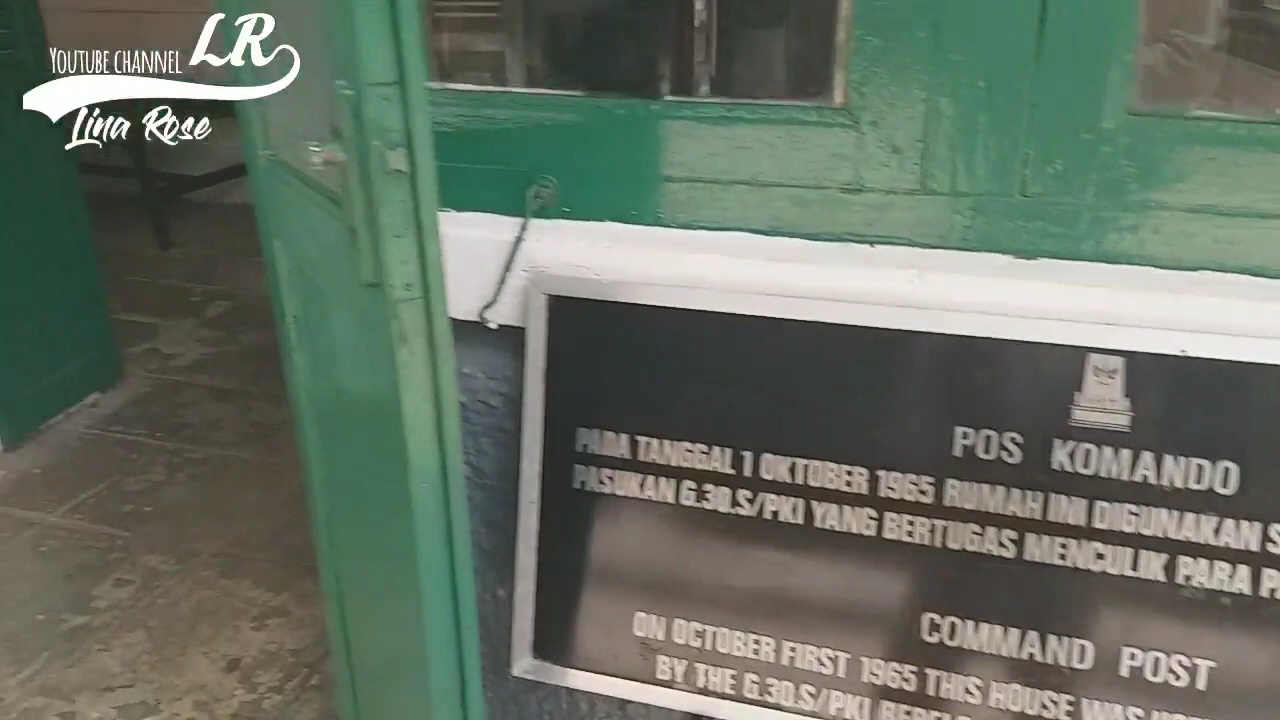 YOUTUBE CHANNEL LR
Lina Rose
POS KOMANDO
PADA TANGGAL 1 OKTOBER 1965 RUMAH INI DIGUNAKAN
PASUKAN G.30.S/PKI YANG BERTUGAS MENCULIK PARA
COMMAND POST
ON OCTOBER FIRST 1965 THIS HOUSE WAS
BY THE G.30.S/PKI